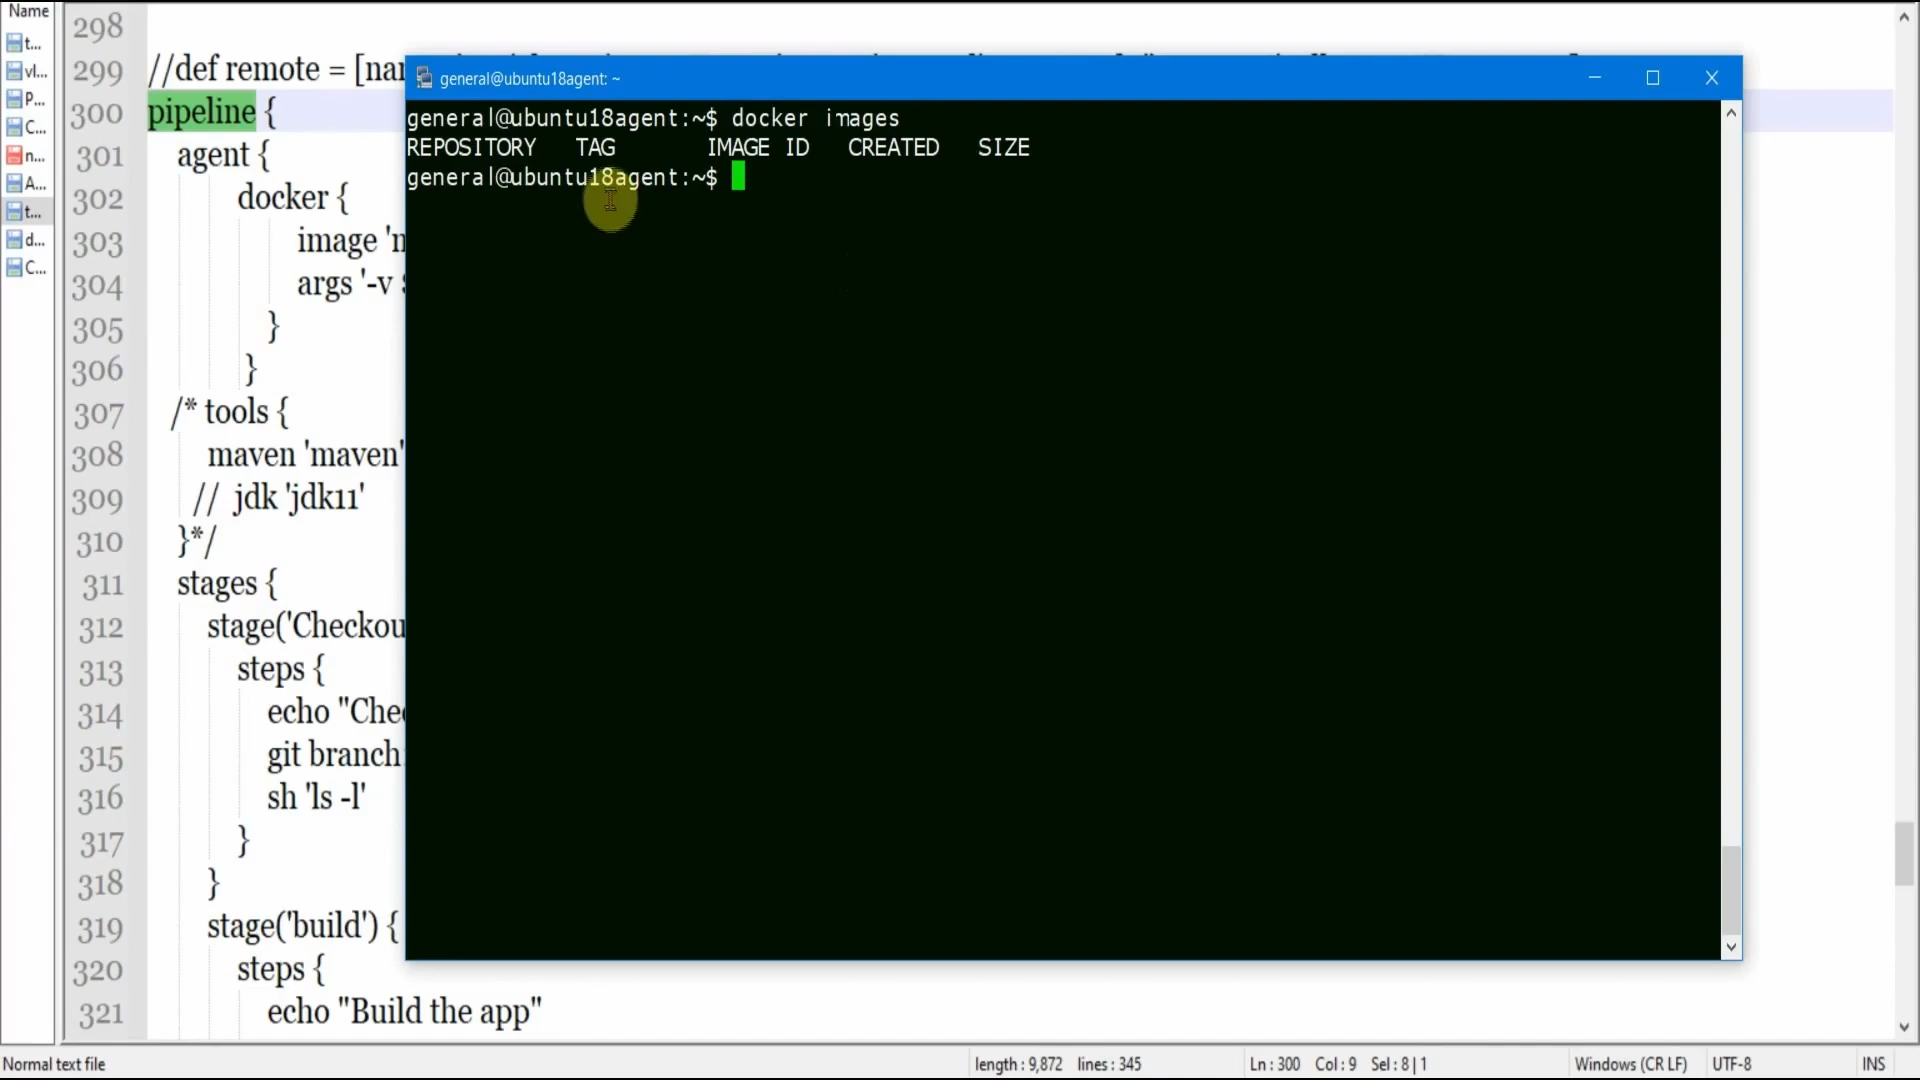 Name
t...
vl...
P...
C...
n...
A...
t...
d...
C...
298
299 //def remote = [nar
300 pipeline {
301 agent {
302 docker {
303 image 'n
304 args '-v
305 }
306 }
307 /* tools {
308 maven 'maven'
309 // jdk 'jdk11'
310 }*/
311 stages {
312 stage('Checkou
313 steps {
314 echo "Chec
315 git branch:
316 sh 'ls -l'
317 }
318 }
319 stage('build') {
320 steps {
321 echo "Build the app"
general@ubuntu18agent: ~
general@ubuntu18agent:~$ docker images
REPOSITORY TAG IMAGE ID CREATED SIZE
general@ubuntu18agent:~$
Normal text file length : 9,872 lines : 345 Ln : 300 Col : 9 Sel : 8 | 1 Windows (CR LF) UTF-8 INS